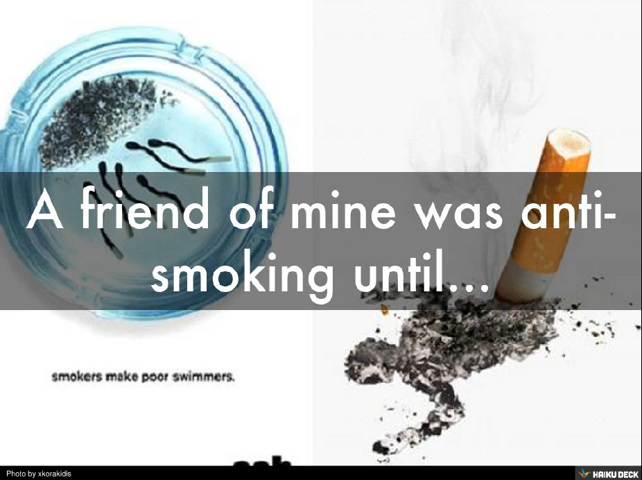 A friend of mine was anti-
smoking until...
smokers make poor swimmers.
Photo by xkorakidis
HAIKU DECK